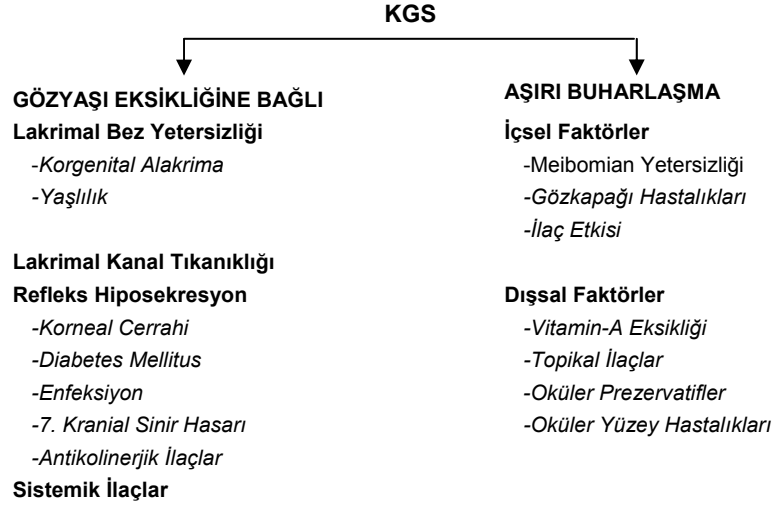 KGS
GÖZYAŞI EKSİKLİĞİNE BAĞLI
Lakrimal Bez Yetersizliği
-Korgenital Alakrima
-Yaşlılık
Lakrimal Kanal Tıkanıklığı
Refleks Hiposekresyon
-Korneal Cerrahi
-Diabetes Mellitus
-Enfeksiyon
-7. Kranial Sinir Hasarı
-Antikolinerjik İlaçlar
Sistemik İlaçlar
AŞIRI BUHARLAŞMA
İçsel Faktörler
-Meibomian Yetersizliği
-Gözkapağı Hastalıkları
-İlaç Etkisi
Dışsal Faktörler
-Vitamin-A Eksikliği
-Topikal İlaçlar
-Oküler Prezervatifler
-Oküler Yüzey Hastalıkları